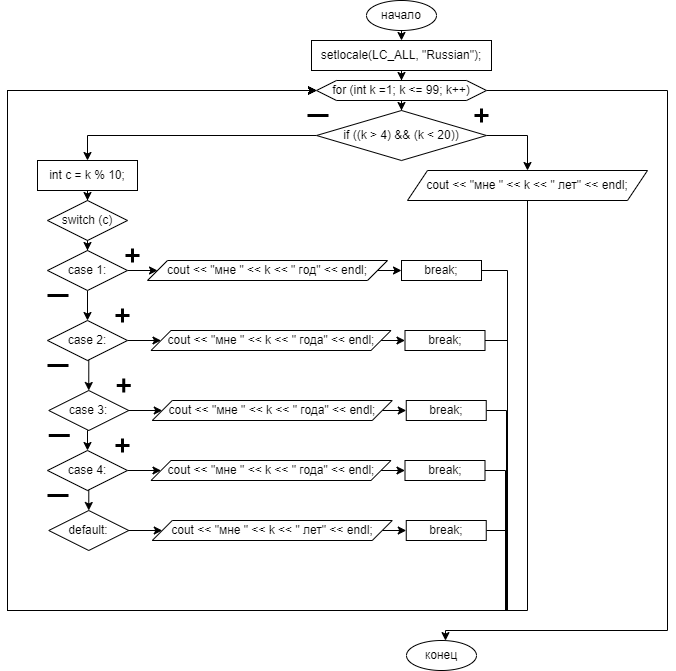 начало
setlocale(LC_ALL, "Russian");
for (int k =1; k <= 99; k++)
− +
if ((k > 4) && (k < 20))
int c = k % 10;
cout << "мне " << k << " лет" << endl;
switch (c)
+
case 1: cout << "мне " << k << " год" << endl; break;
−
+
case 2: cout << "мне " << k << " года" << endl; break;
−
+
case 3: cout << "мне " << k << " года" << endl; break;
−
+
case 4: cout << "мне " << k << " года" << endl; break;
−
default: cout << "мне " << k << " лет" << endl; break;
конец